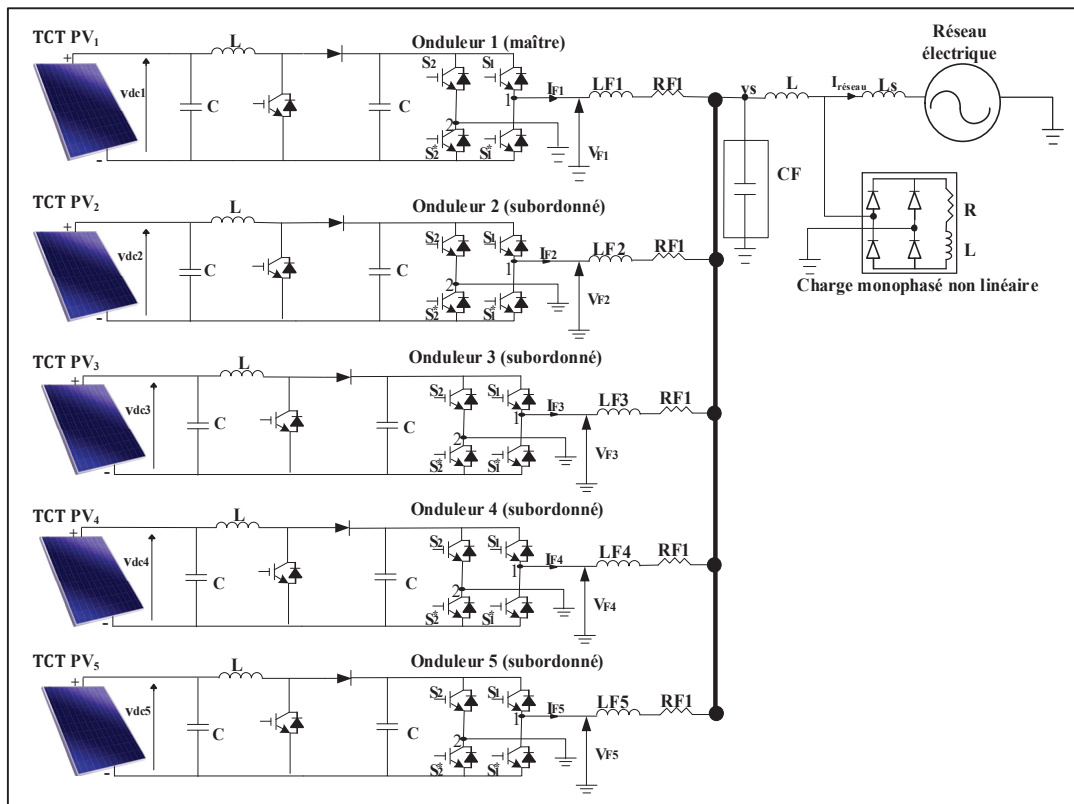 TCT PV1
+
-
vdc1
C
L
C
Onduleur 1 (maître)
S2
S1
S2*
S1*
1
2
IF1
VF1
LF1
RF1
vs
L
Iréseau
Ls
Réseau
électrique
CF
R
L
Charge monophasé non linéaire
TCT PV2
+
-
vdc2
C
L
C
Onduleur 2 (subordonné)
S2
S1
S2*
S1*
1
2
IF2
VF2
LF2
RF1
TCT PV3
+
-
vdc3
C
L
C
Onduleur 3 (subordonné)
S2
S1
S2*
S1*
1
2
IF3
VF3
LF3
RF1
TCT PV4
+
-
vdc4
C
L
C
Onduleur 4 (subordonné)
S2
S1
S2*
S1*
1
2
IF4
VF4
LF4
RF1
TCT PV5
+
-
vdc5
C
L
C
Onduleur 5 (subordonné)
S2
S1
S2*
S1*
1
2
IF5
VF5
LF5
RF1